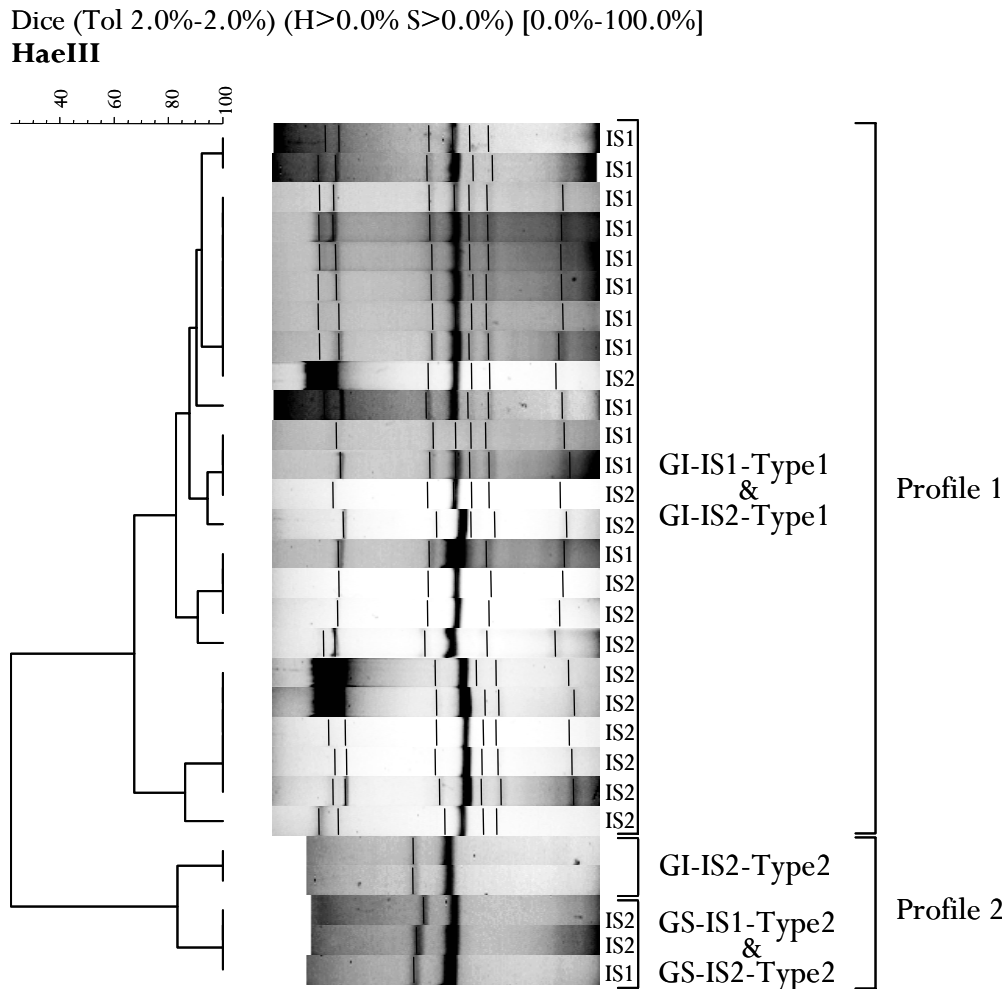 Dice (Tol 2.0%-2.0%) (H>0.0% S>0.0%) [0.0%-100.0%]
HaeIII
40 60 80 100
IS1
IS1
IS1
IS1
IS1
IS1
IS1
IS1
IS2
IS1
IS1
IS1
IS2
IS2
IS1
IS2
IS2
IS2
IS2
IS2
IS2
IS2
IS2
IS2
GI-IS1-Type1
&
GI-IS2-Type1
Profile 1
GI-IS2-Type2
IS2
IS2
IS1
GS-IS1-Type2
&
GS-IS2-Type2
Profile 2